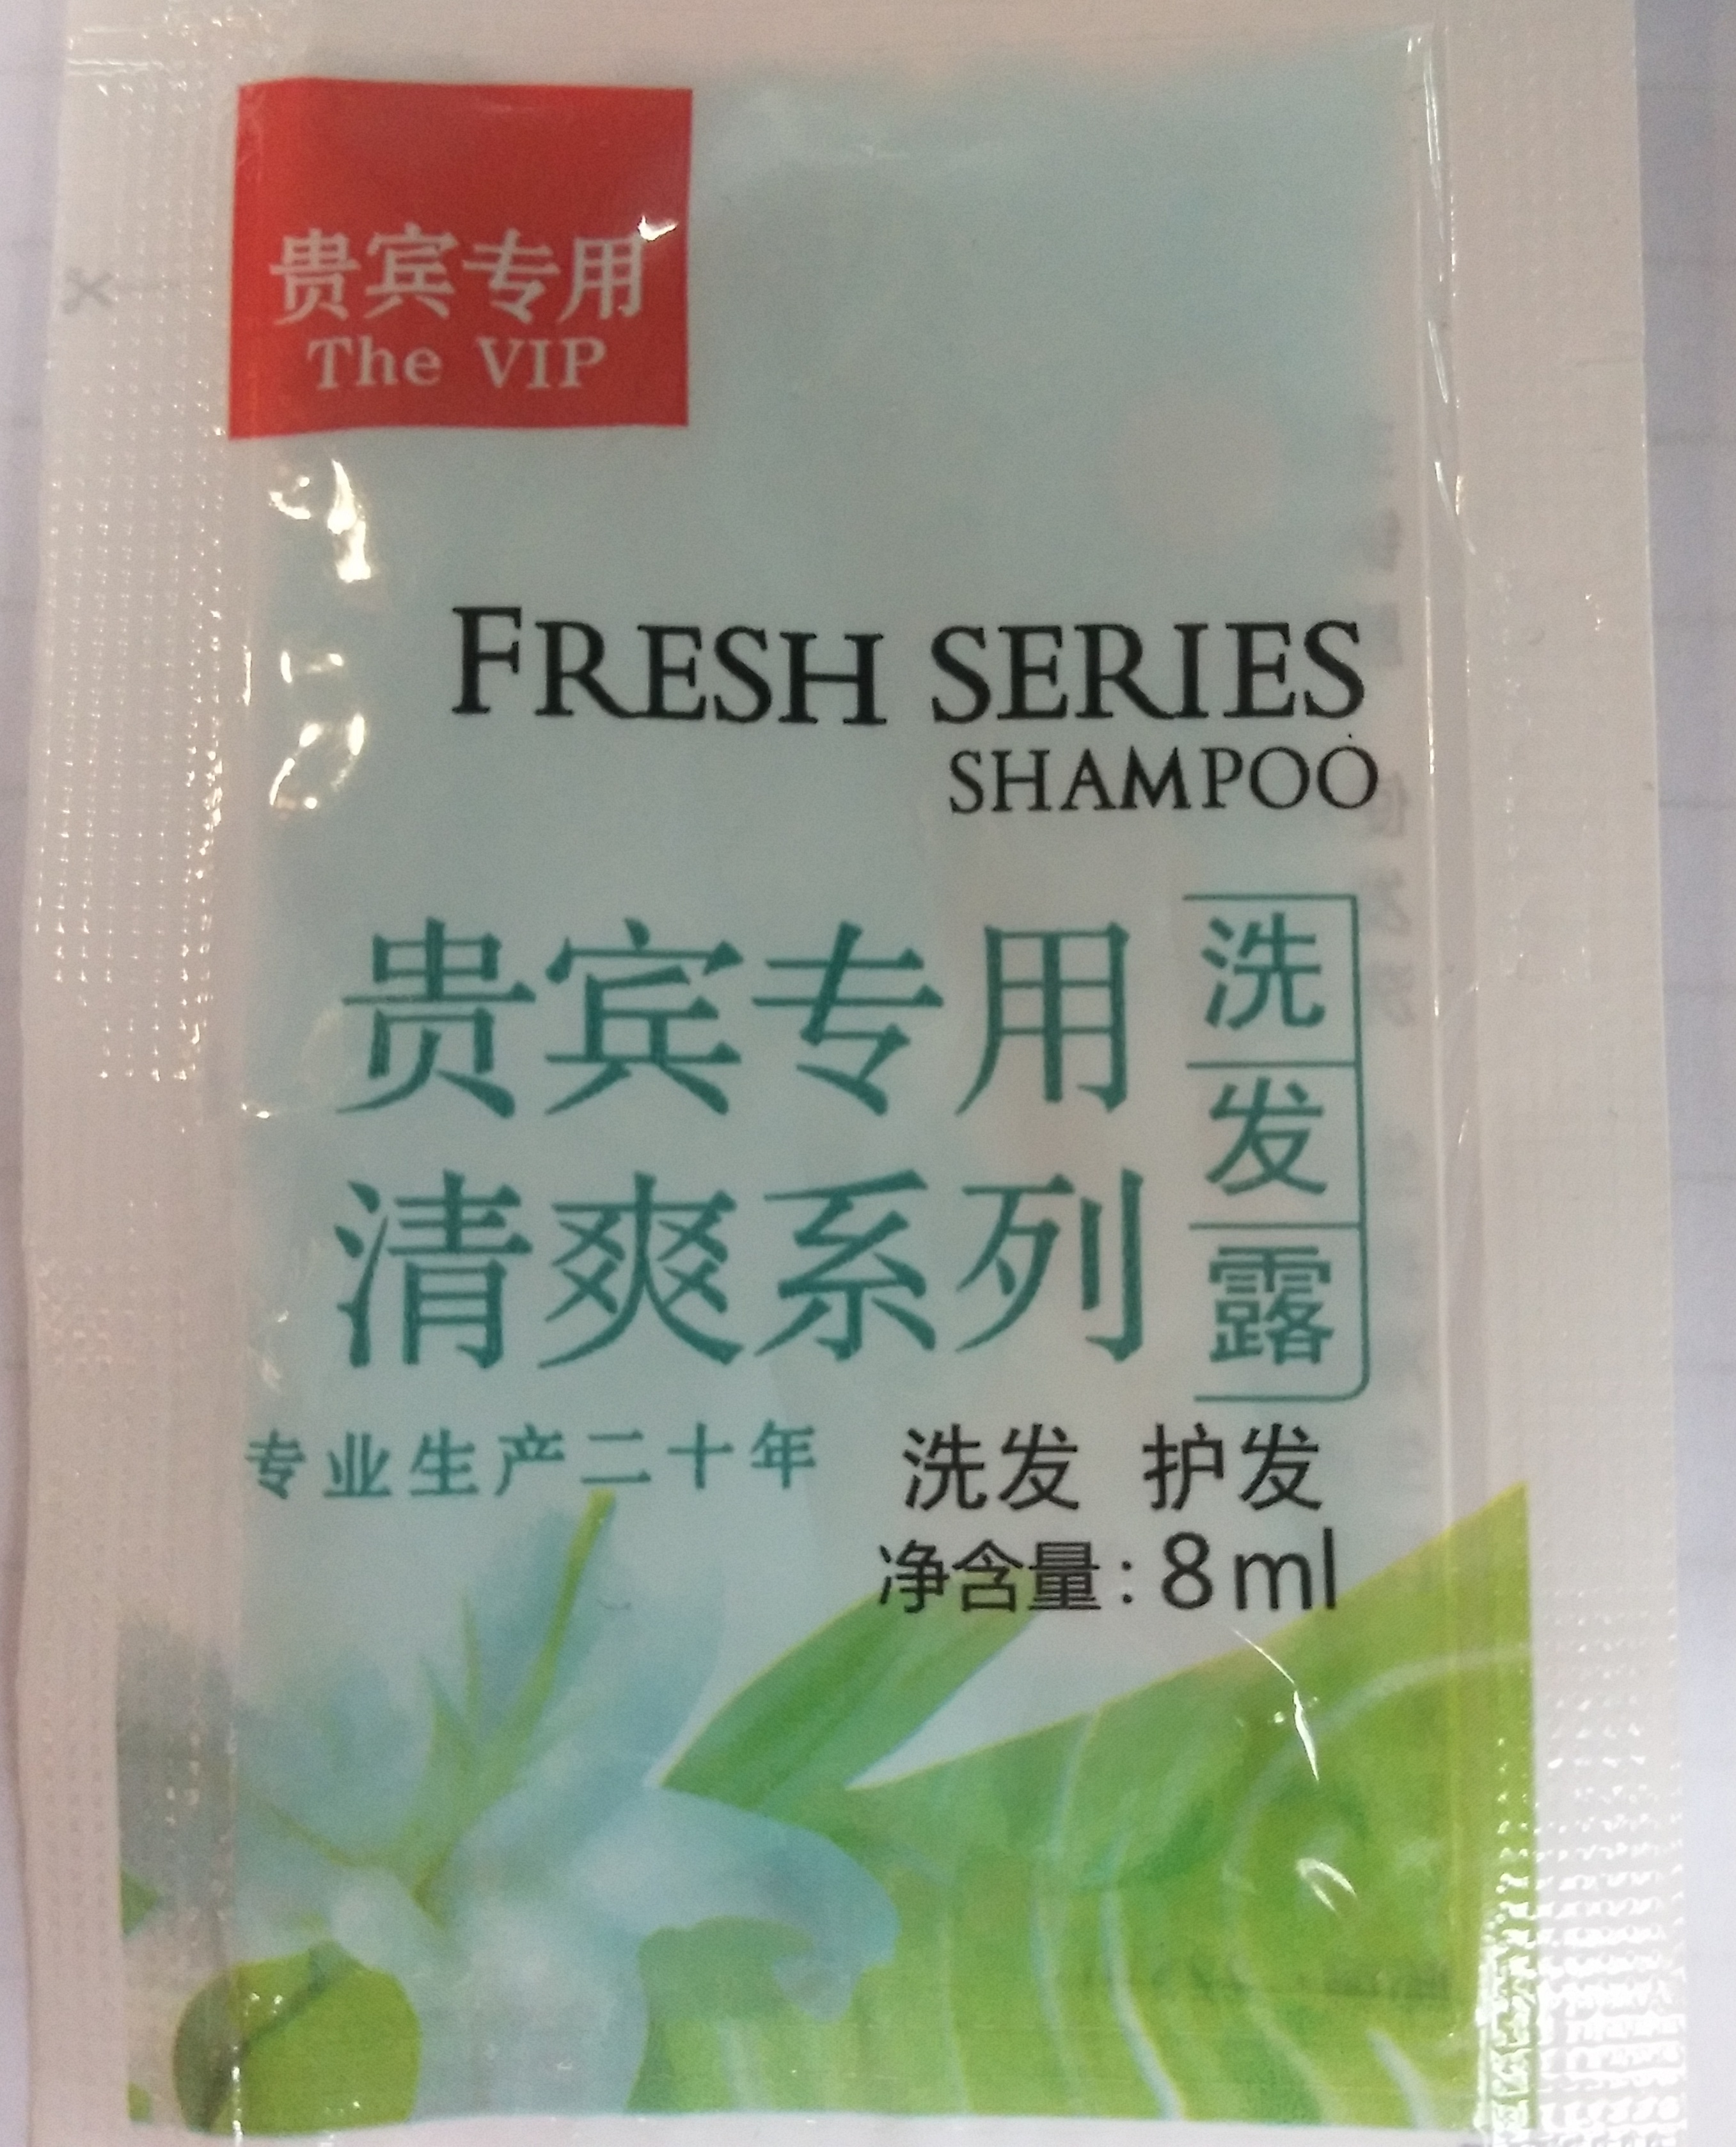 贵宾专用
The VIP
FRESH SERIES
SHAMPOO
贵宾专用
清爽系列
洗发露
专业生产二十年
洗发 护发
净含量:8ml